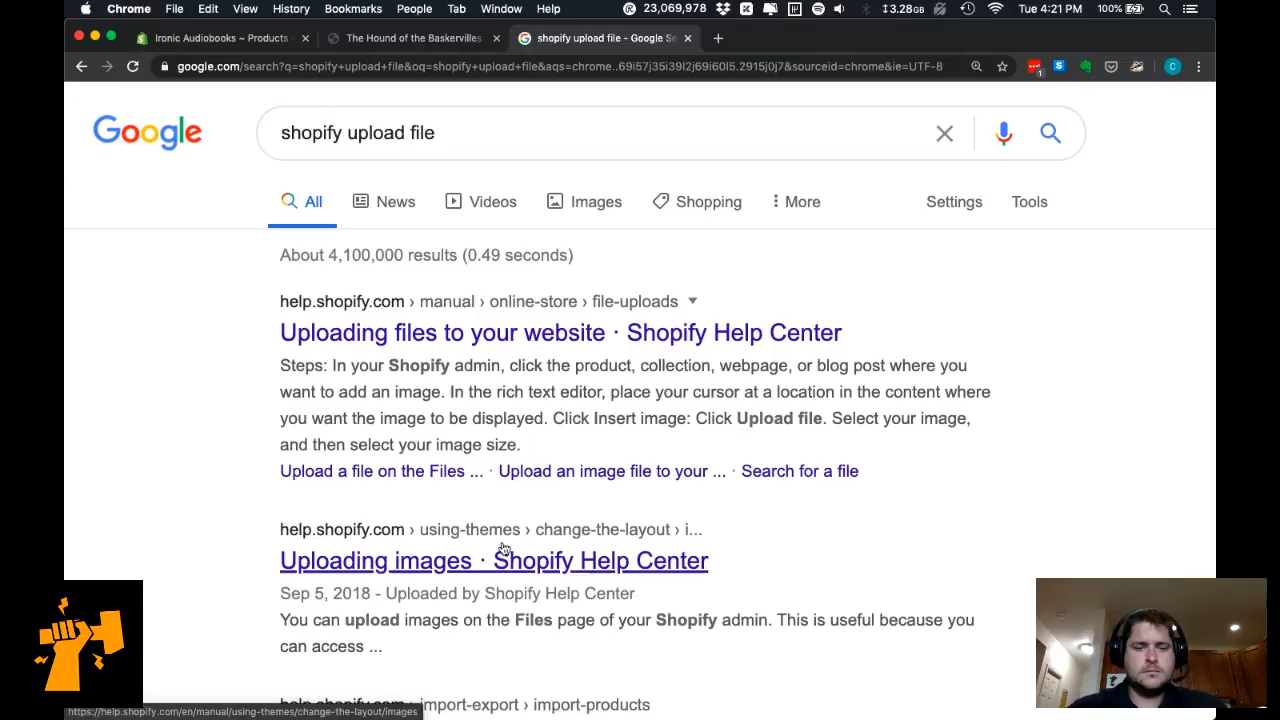 Chrome File Edit View History Bookmarks People Tab Window Help 23,069,978 3.28GB Tue 4:21 PM 100%
Ironic Audiobooks ~ Products · The Hound of the Baskervilles shopify upload file - Google Se
google.com/search?q=shopify+upload+file&oq=shopify+upload+file&aqs=chrome..69i57j35i39l2j69i60l5.2915j0j7&sourceid=chrome&ie=UTF-8
1
C
Google
shopify upload file
All News Videos Images Shopping More Settings Tools
About 4,100,000 results (0.49 seconds)
help.shopify.com › manual › online-store › file-uploads
Uploading files to your website · Shopify Help Center
Steps: In your Shopify admin, click the product, collection, webpage, or blog post where you
want to add an image. In the rich text editor, place your cursor at a location in the content where
you want the image to be displayed. Click Insert image: Click Upload file. Select your image,
and then select your image size.
Upload a file on the Files ... · Upload an image file to your ... · Search for a file
help.shopify.com › using-themes › change-the-layout › i...
Uploading images · Shopify Help Center
Sep 5, 2018 - Uploaded by Shopify Help Center
You can upload images on the Files page of your Shopify admin. This is useful because you
can access ...
help.shopify.com › import-export › import-products
https://help.shopify.com/en/manual/using-themes/change-the-layout/images